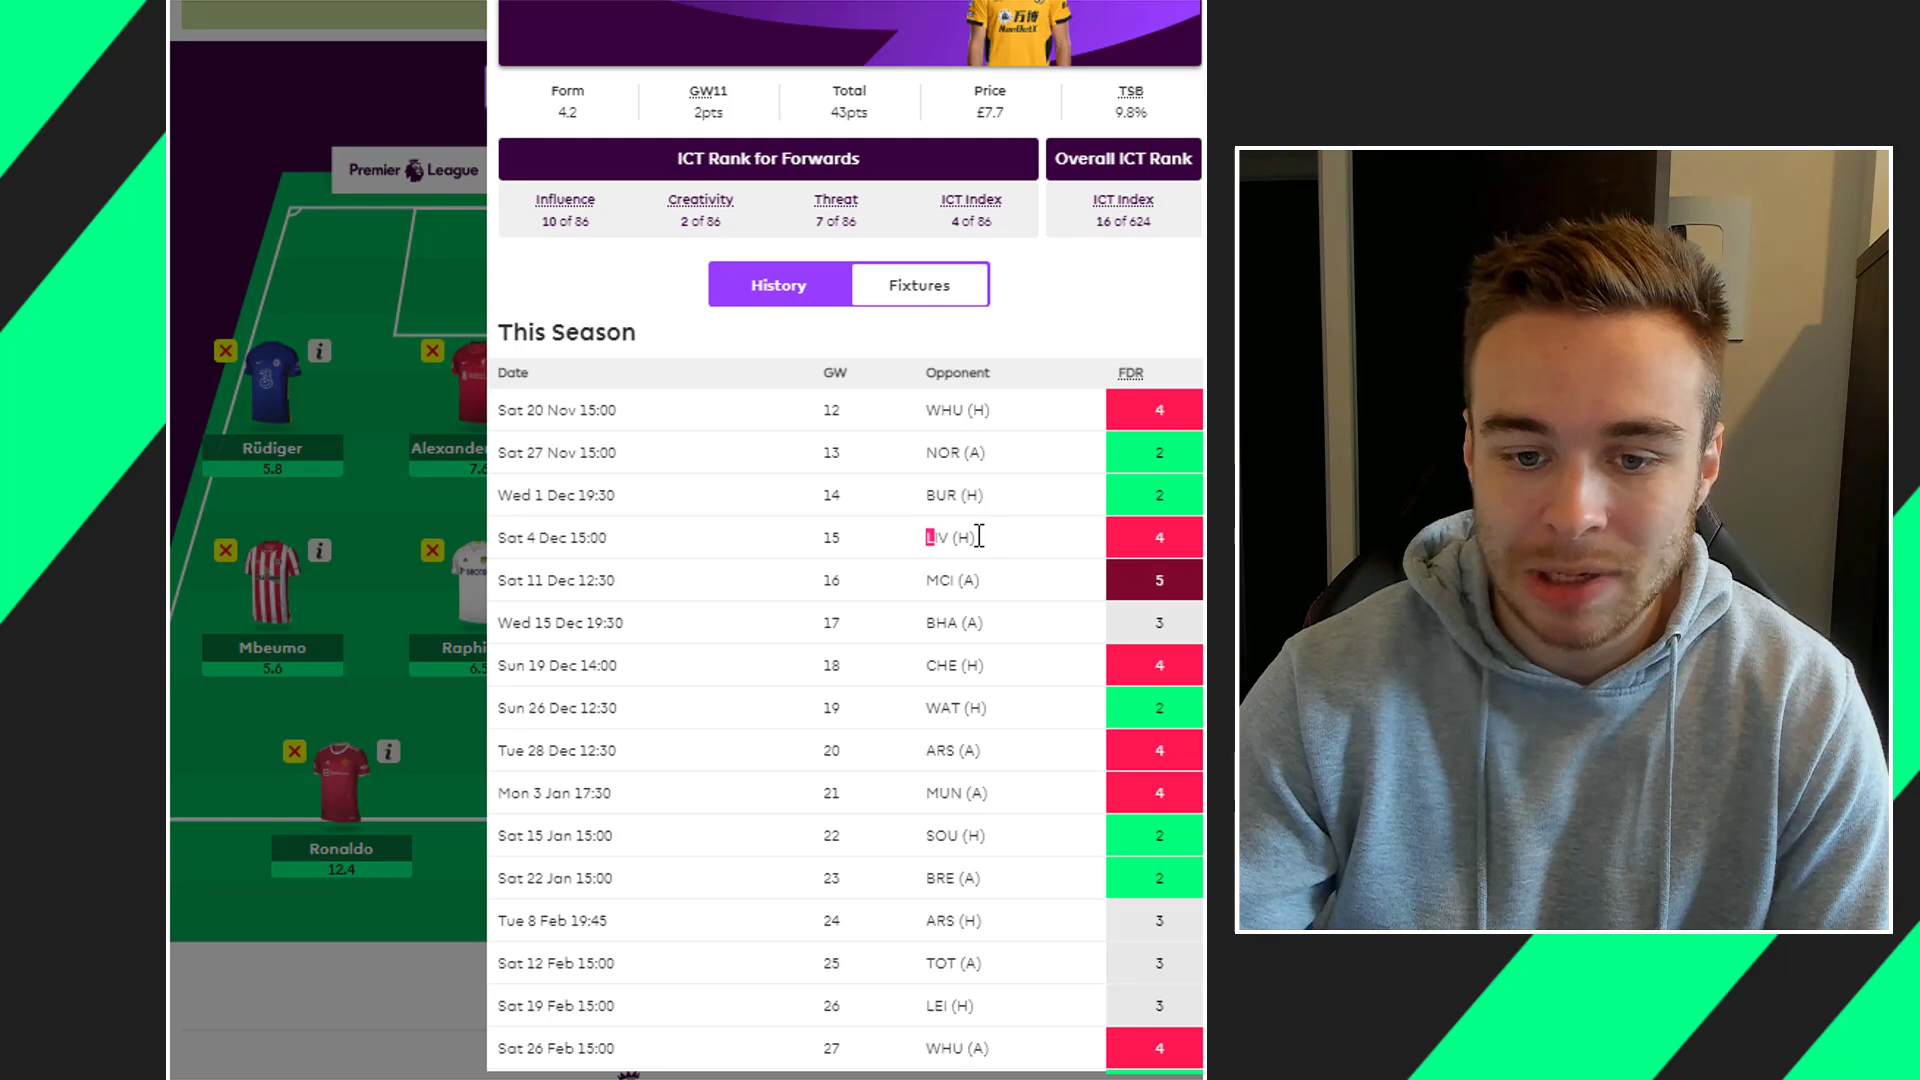 万博
ManBetX
Form GW11 Total Price TSB
4.2 2pts 43pts £7.7 9.8%
ICT Rank for Forwards Overall ICT Rank
Influence Creativity Threat ICT Index ICT Index
10 of 86 2 of 86 7 of 86 4 of 86 16 of 624
History Fixtures
This Season
Date GW Opponent FDR
Sat 20 Nov 15:00 12 WHU (H) 4
Sat 27 Nov 15:00 13 NOR (A) 2
Wed 1 Dec 19:30 14 BUR (H) 2
Sat 4 Dec 15:00 15 LIV (H) 4
Sat 11 Dec 12:30 16 MCI (A) 5
Wed 15 Dec 19:30 17 BHA (A) 3
Sun 19 Dec 14:00 18 CHE (H) 4
Sun 26 Dec 12:30 19 WAT (H) 2
Tue 28 Dec 12:30 20 ARS (A) 4
Mon 3 Jan 17:30 21 MUN (A) 4
Sat 15 Jan 15:00 22 SOU (H) 2
Sat 22 Jan 15:00 23 BRE (A) 2
Tue 8 Feb 19:45 24 ARS (H) 3
Sat 12 Feb 15:00 25 TOT (A) 3
Sat 19 Feb 15:00 26 LEI (H) 3
Sat 26 Feb 15:00 27 WHU (A) 4
Premier League
Rüdiger Alexande
5.8 7.6
Mbeumo Raphi
5.6 6.5
Ronaldo
12.4